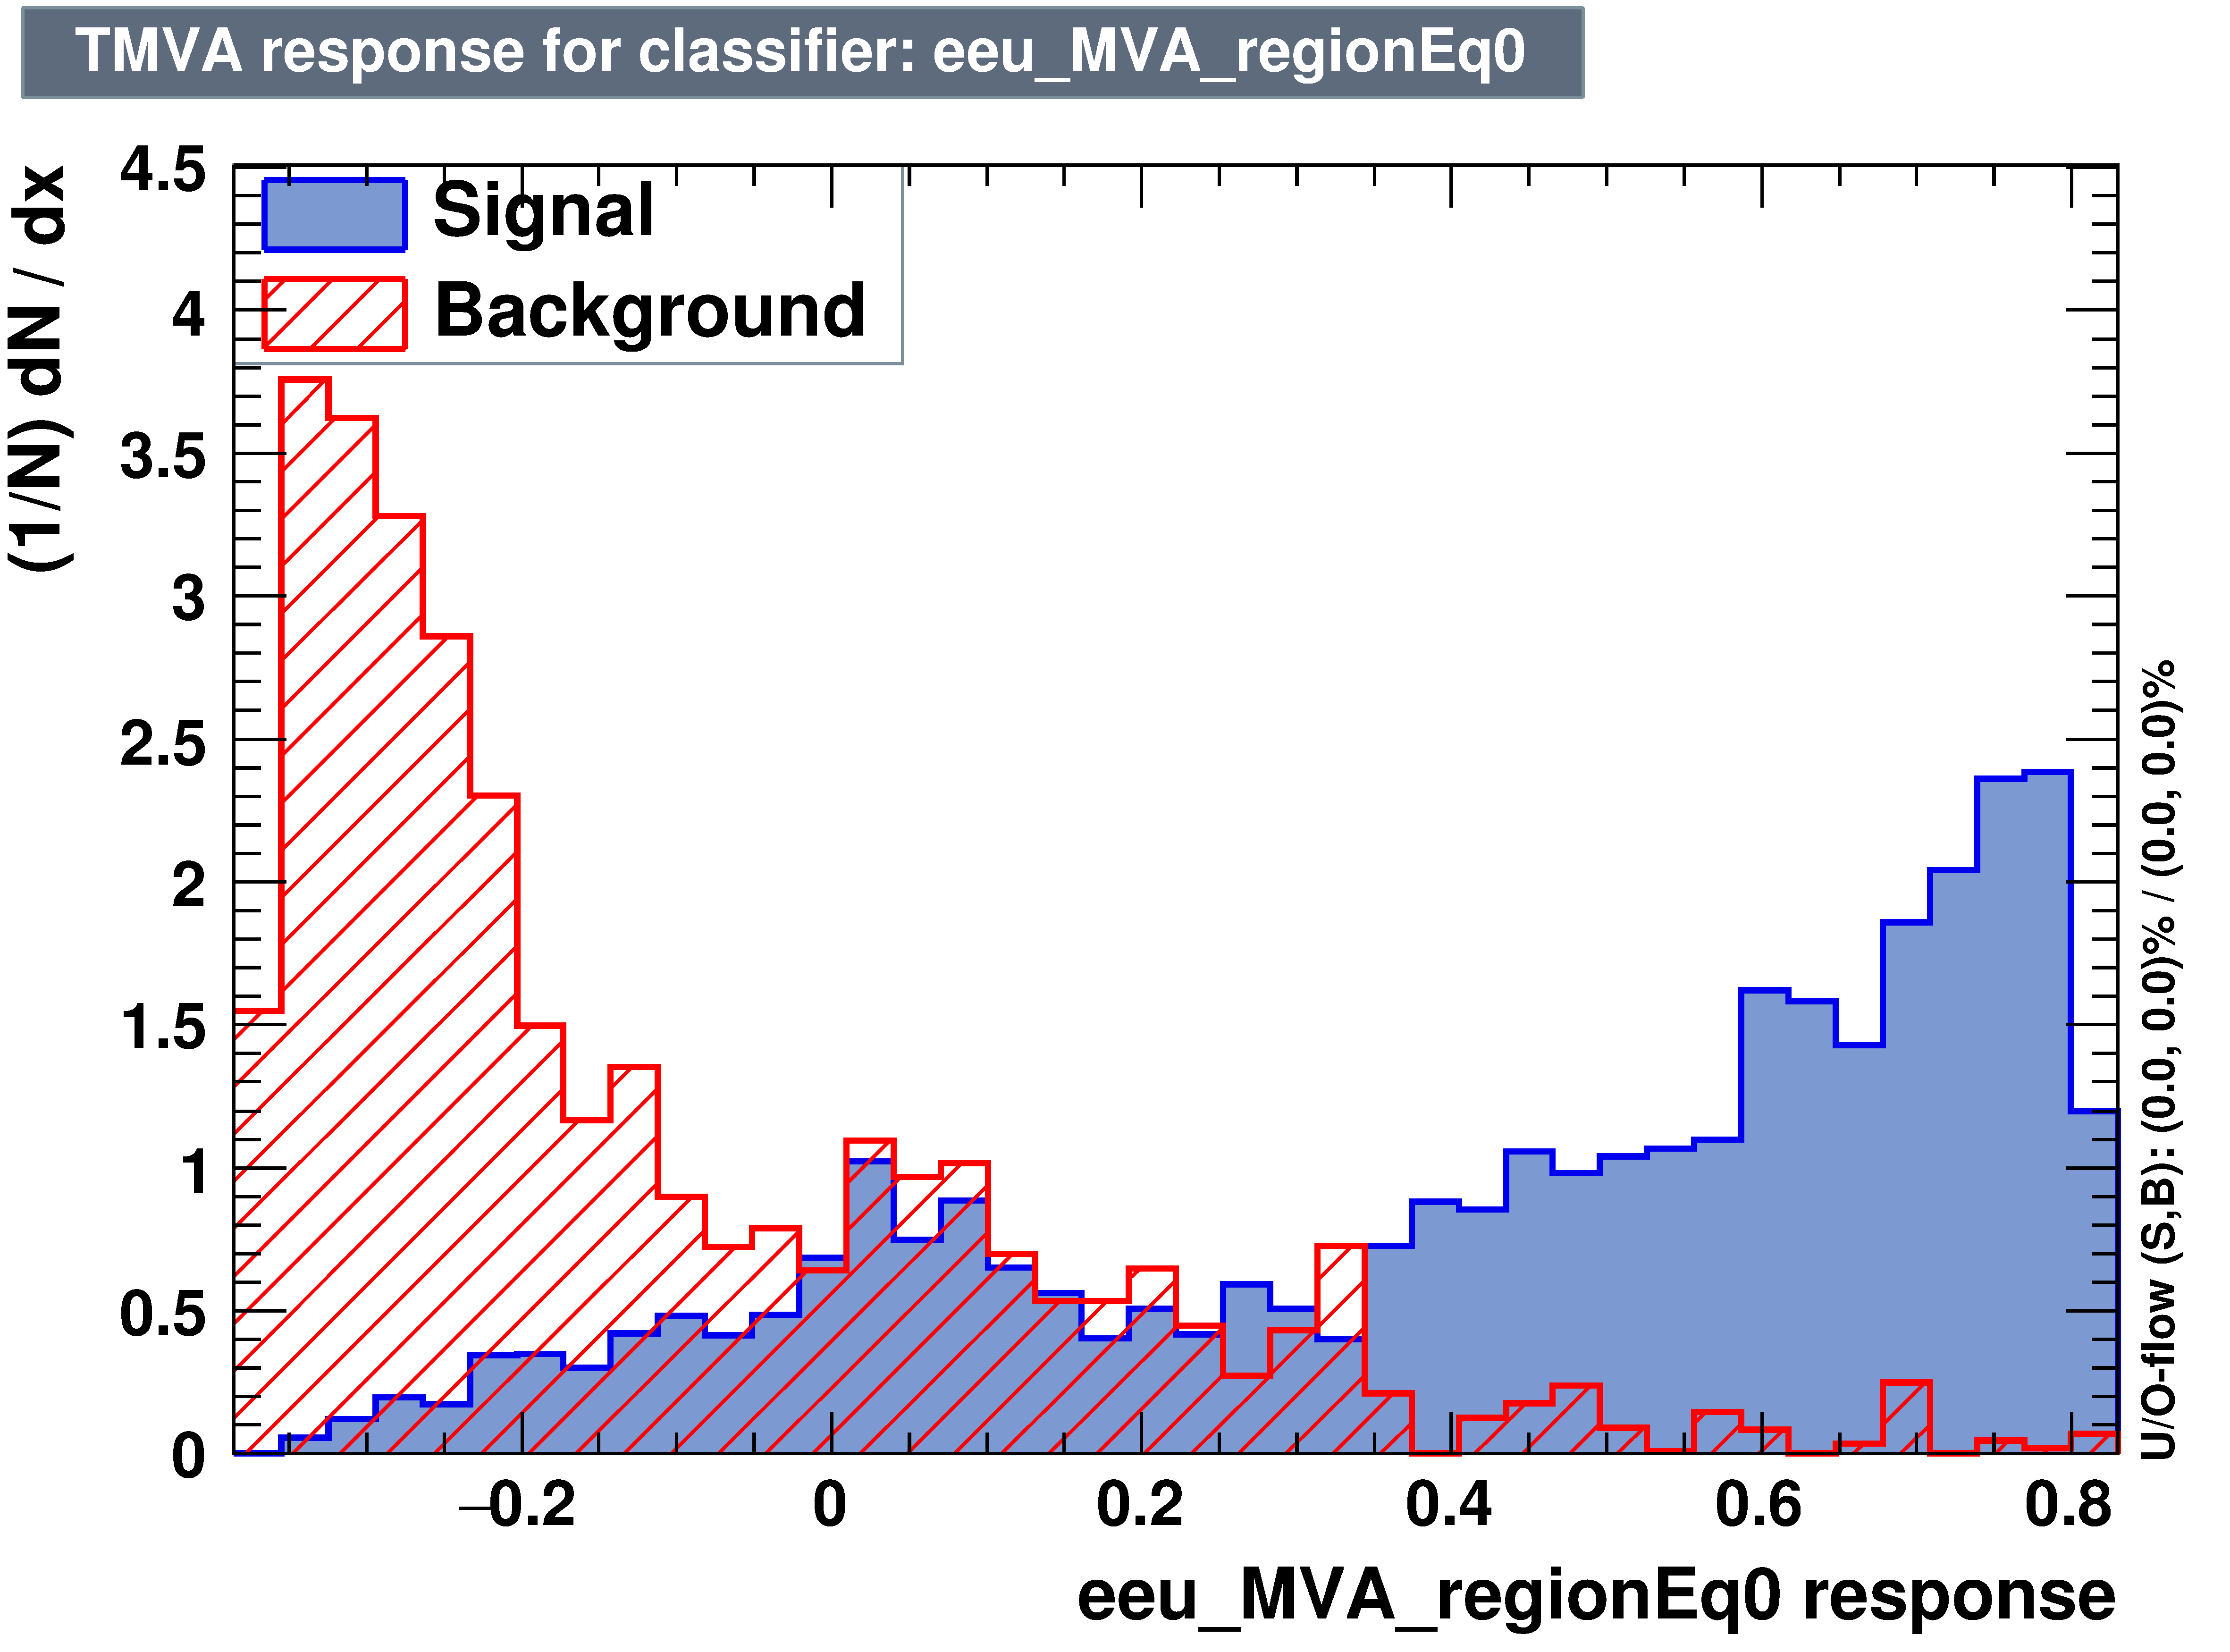 TMVA response for classifier: eeu_MVA_regionEq0
(1/N) dN / dx
4.5
4
3.5
3
2.5
2
1.5
1
0.5
0
Signal
Background
−0.2
0
0.2
0.4
0.6
0.8
eeu_MVA_regionEq0 response
U/O-flow (S,B): (0.0, 0.0)% / (0.0, 0.0)%